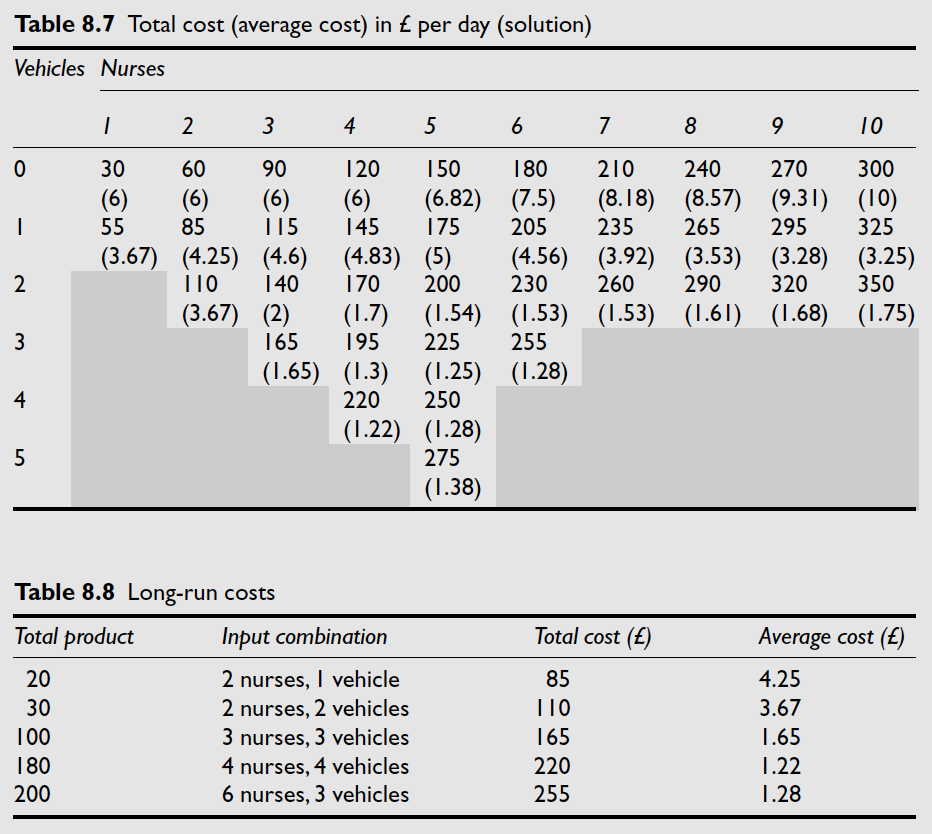 Table 8.7 Total cost (average cost) in £ per day (solution)
Vehicles Nurses
1 2 3 4 5 6 7 8 9 10
0 30 60 90 120 150 180 210 240 270 300
(6) (6) (6) (6) (6.82) (7.5) (8.18) (8.57) (9.31) (10)
1 55 85 115 145 175 205 235 265 295 325
(3.67) (4.25) (4.6) (4.83) (5) (4.56) (3.92) (3.53) (3.28) (3.25)
2 110 140 170 200 230 260 290 320 350
(3.67) (2) (1.7) (1.54) (1.53) (1.53) (1.61) (1.68) (1.75)
3 165 195 225 255
(1.65) (1.3) (1.25) (1.28)
4 220 250
(1.22) (1.28)
5 275
(1.38)
Table 8.8 Long-run costs
Total product Input combination Total cost (£) Average cost (£)
20 2 nurses, 1 vehicle 85 4.25
30 2 nurses, 2 vehicles 110 3.67
100 3 nurses, 3 vehicles 165 1.65
180 4 nurses, 4 vehicles 220 1.22
200 6 nurses, 3 vehicles 255 1.28